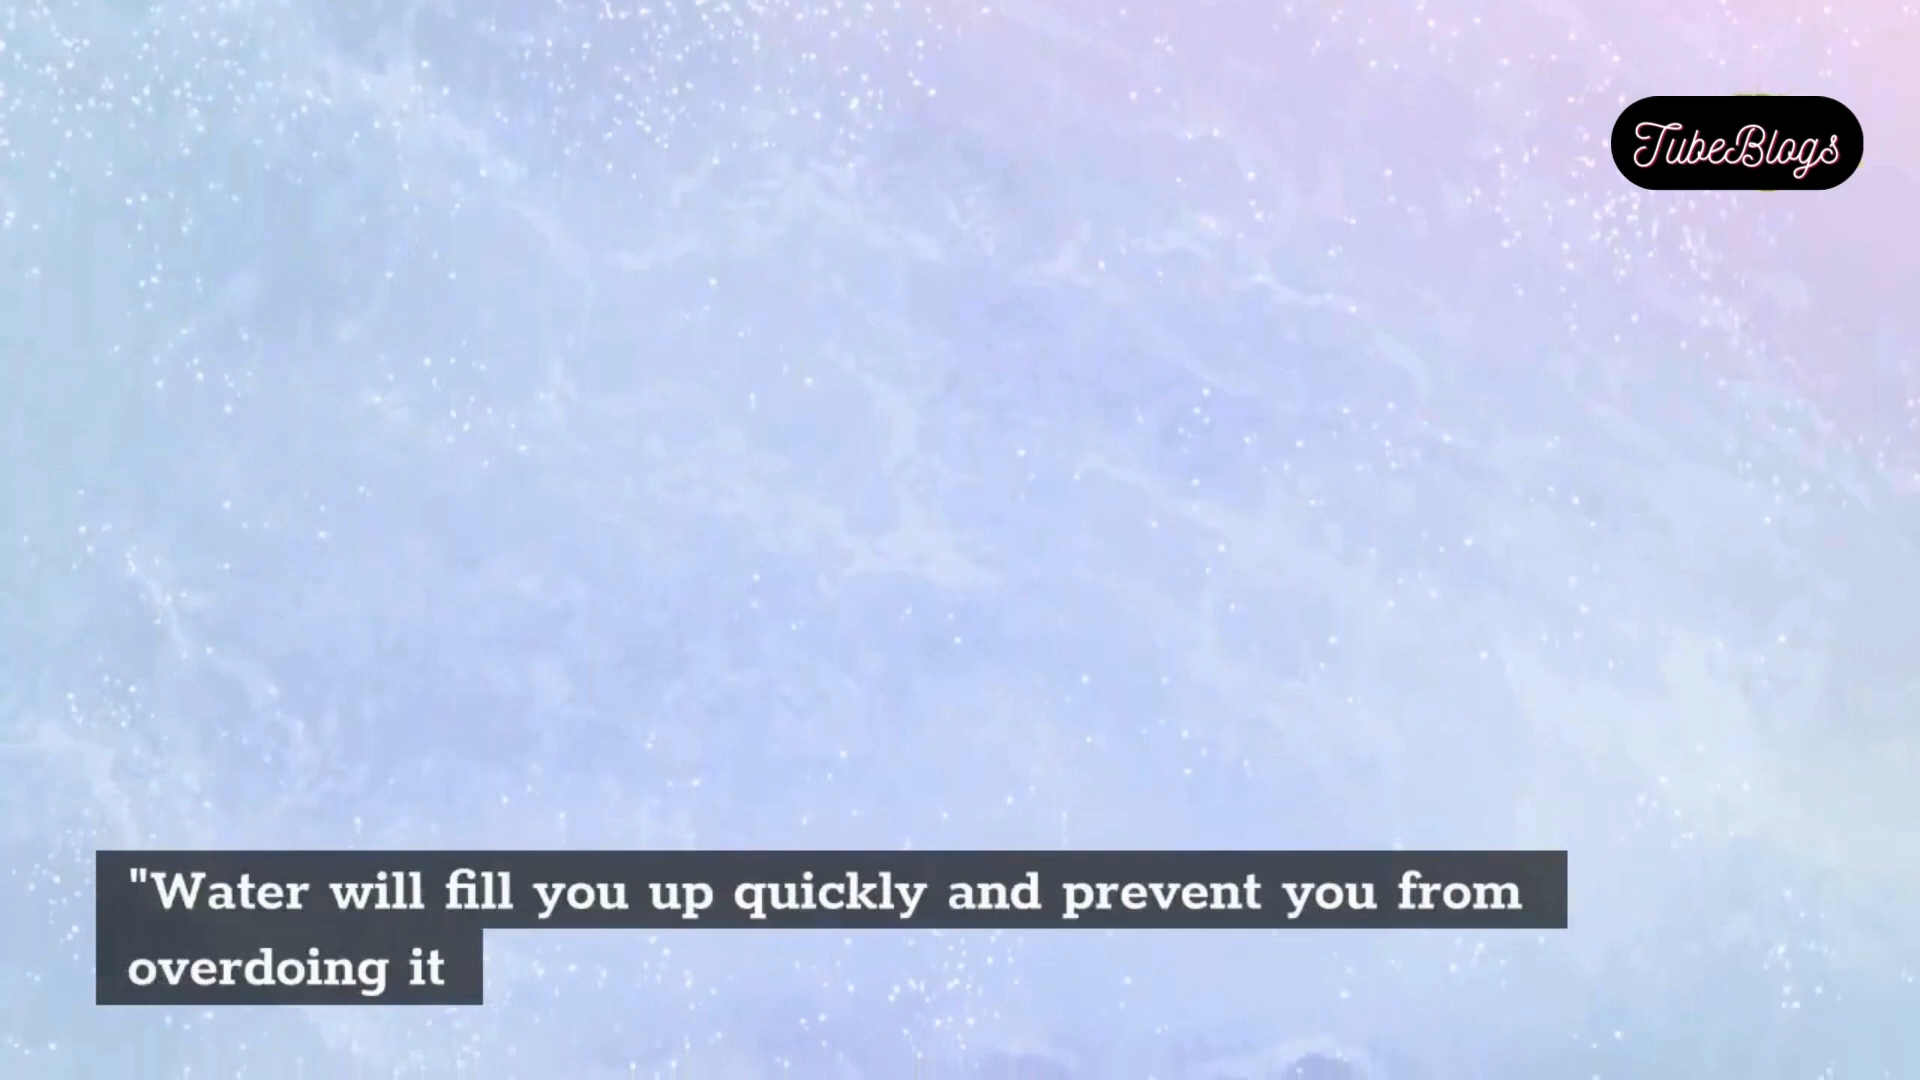 TubeBlogs
"Water will fill you up quickly and prevent you from
overdoing it